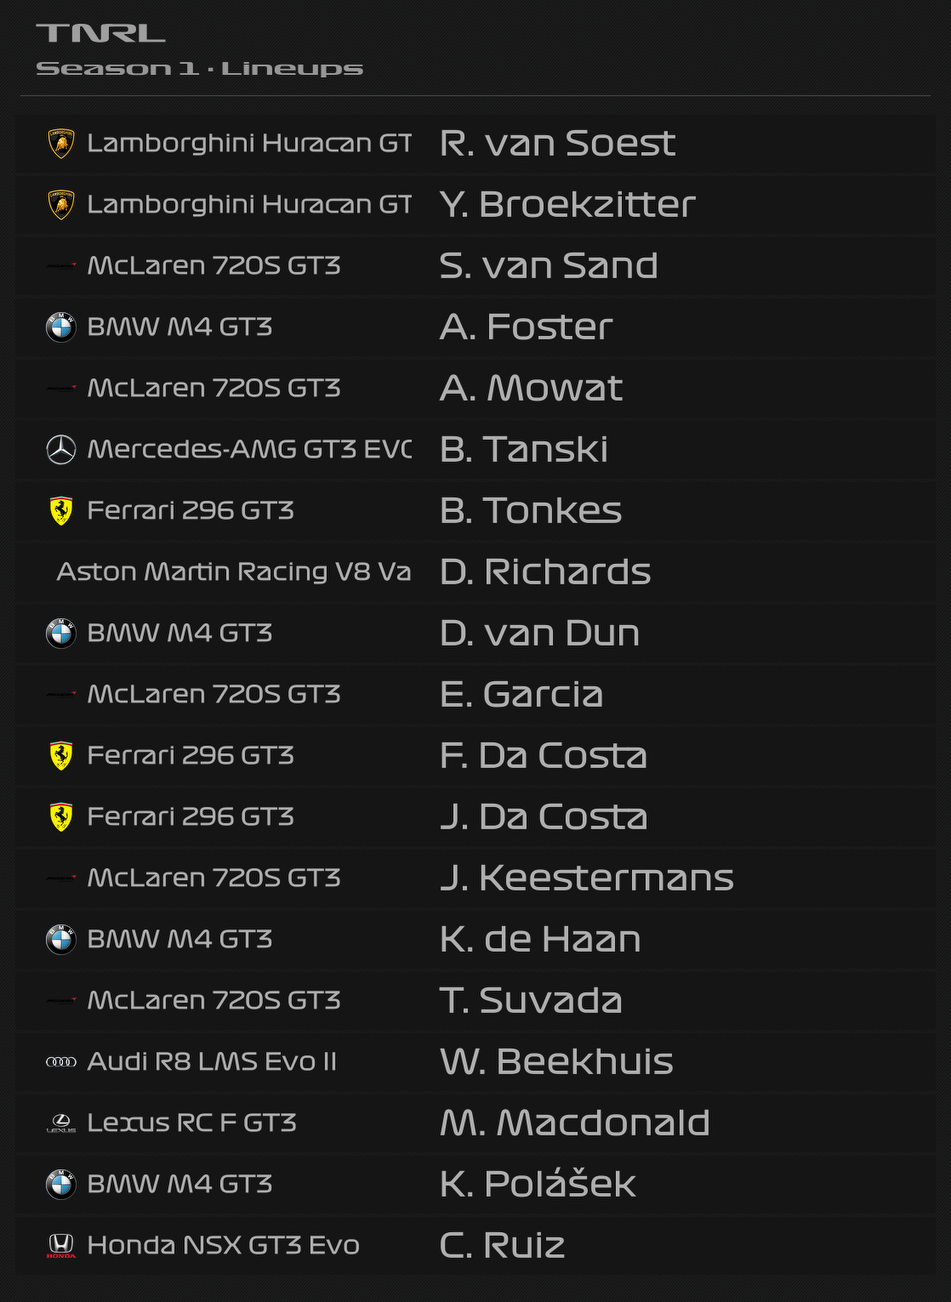 TNRL
Season 1 · Lineups
Lamborghini Huracan GT R. van Soest
Lamborghini Huracan GT Y. Broekzitter
McLaren 720S GT3 S. van Sand
BMW M4 GT3 A. Foster
McLaren 720S GT3 A. Mowat
Mercedes-AMG GT3 EVO B. Tanski
Ferrari 296 GT3 B. Tonkes
Aston Martin Racing V8 Va D. Richards
BMW M4 GT3 D. van Dun
McLaren 720S GT3 E. Garcia
Ferrari 296 GT3 F. Da Costa
Ferrari 296 GT3 J. Da Costa
McLaren 720S GT3 J. Keestermans
BMW M4 GT3 K. de Haan
McLaren 720S GT3 T. Suvada
Audi R8 LMS Evo II W. Beekhuis
LEXUS Lexus RC F GT3 M. Macdonald
BMW M4 GT3 K. Polášek
HONDA Honda NSX GT3 Evo C. Ruiz